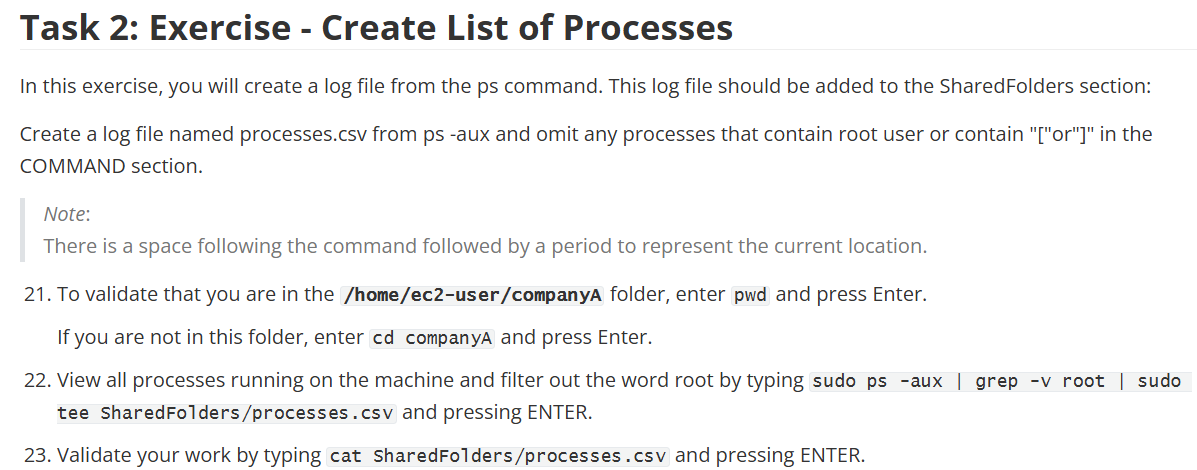 Task 2: Exercise - Create List of Processes
In this exercise, you will create a log file from the ps command. This log file should be added to the SharedFolders section:
Create a log file named processes.csv from ps -aux and omit any processes that contain root user or contain "["or"]" in the
COMMAND section.
Note:
There is a space following the command followed by a period to represent the current location.
21. To validate that you are in the /home/ec2-user/companyA folder, enter pwd and press Enter.
If you are not in this folder, enter cd companyA and press Enter.
22. View all processes running on the machine and filter out the word root by typing sudo ps -aux | grep -v root | sudo
tee SharedFolders/processes.csv and pressing ENTER.
23. Validate your work by typing cat SharedFolders/processes.csv and pressing ENTER.